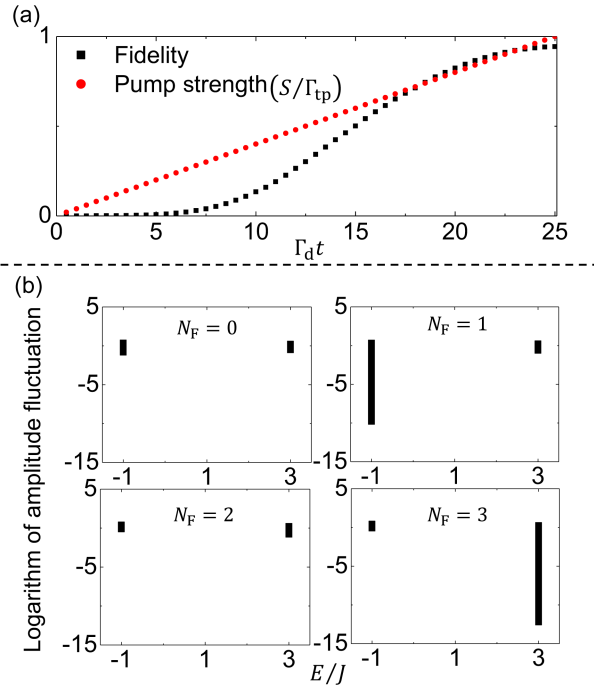 (a)
1
Fidelity
Pump strength(S/Γtp)
0
0 5 10 15 20 25
Γdt
(b)
Logarithm of amplitude fluctuation
5 5
NF = 0 NF = 1
-5 -5
-15 -15
-1 1 3 -1 1 3
5 5
NF = 2 NF = 3
-5 -5
-15 -15
-1 1 3 -1 1 3
E/J